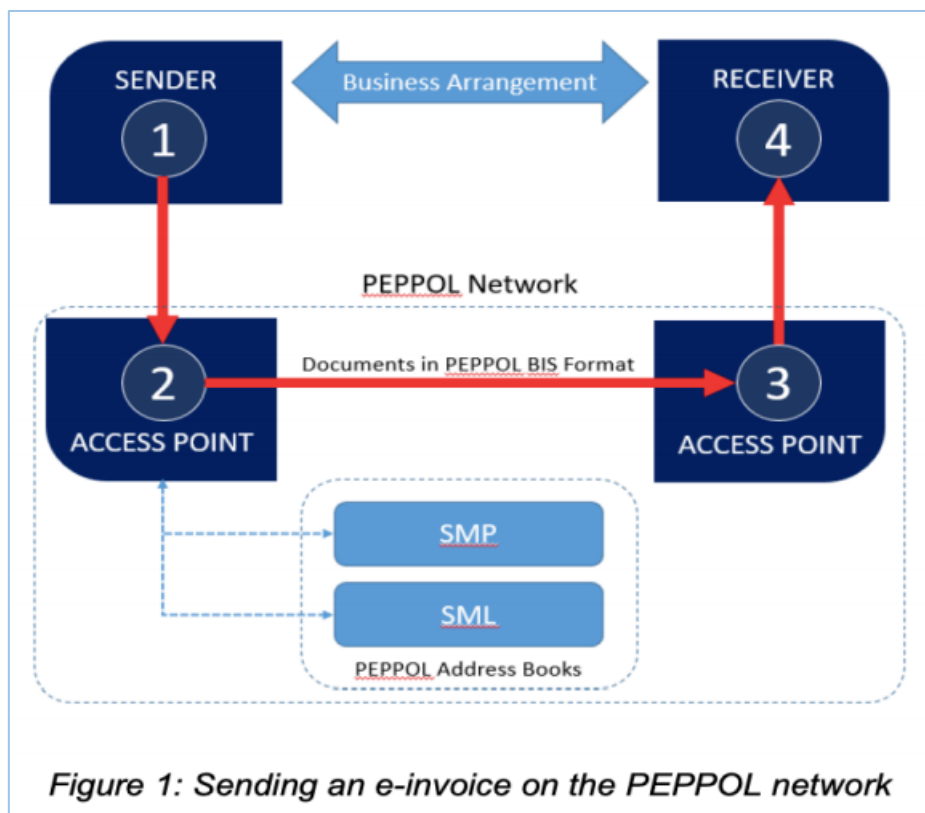 SENDER
1
Business Arrangement
RECEIVER
4
PEPPOL Network
2
ACCESS POINT
Documents in PEPPOL BIS Format
3
ACCESS POINT
SMP
SML
PEPPOL Address Books
Figure 1: Sending an e-invoice on the PEPPOL network